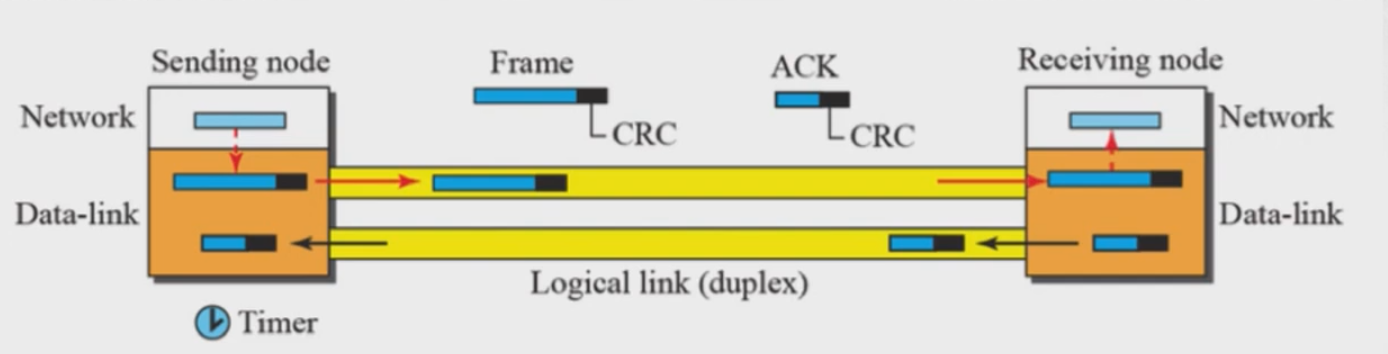 Sending node
Frame
ACK
Receiving node
Network
CRC
CRC
Network
Data-link
Data-link
Logical link (duplex)
Timer